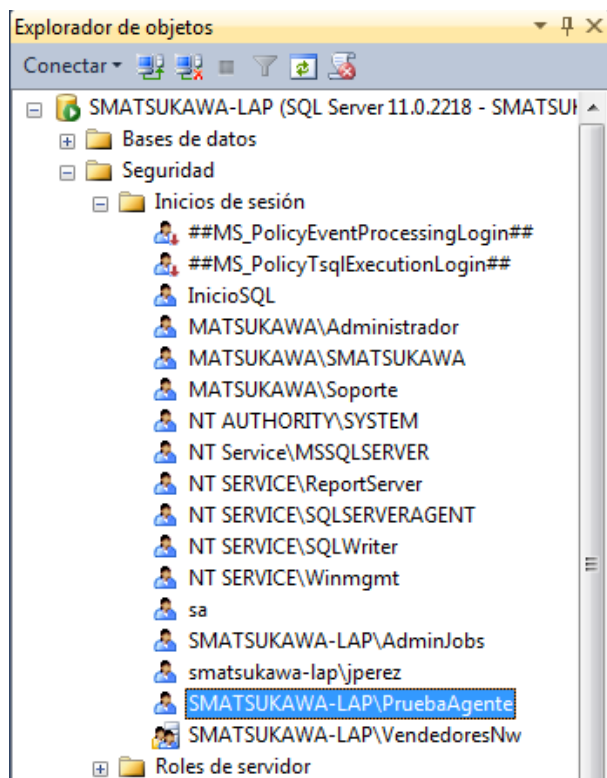 Explorador de objetos
Conectar
SMATSUKAWA-LAP (SQL Server 11.0.2218 - SMATSUK
Bases de datos
Seguridad
Inicios de sesión
##MS_PolicyEventProcessingLogin##
##MS_PolicyTsqlExecutionLogin##
InicioSQL
MATSUKAWA\Administrador
MATSUKAWA\SMATSUKAWA
MATSUKAWA\Soporte
NT AUTHORITY\SYSTEM
NT Service\MSSQLSERVER
NT SERVICE\ReportServer
NT SERVICE\SQLSERVERAGENT
NT SERVICE\SQLWriter
NT SERVICE\Winmgmt
sa
SMATSUKAWA-LAP\AdminJobs
smatsukawa-lap\jperez
SMATSUKAWA-LAP\PruebaAgente
SMATSUKAWA-LAP\VendedoresNw
Roles de servidor